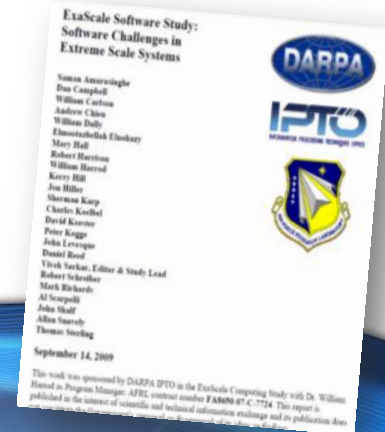 ExaScale Software Study:
Software Challenges in
Extreme Scale Systems
DARPA
IPTO
Saman Amarasinghe
Dan Campbell
William Carlson
Andrew Chien
William Dally
Elmootazbellah Elnohazy
Mary Hall
Robert Harrison
William Harrod
Kerry Hill
Jon Hiller
Sherman Karp
Charles Koelbel
David Koester
Peter Kogge
John Levesque
Daniel Reed
Vivek Sarkar, Editor & Study Lead
Robert Schreiber
Mark Richards
Al Scarpelli
John Shalf
Allan Snavely
Thomas Sterling
September 14, 2009
This work was sponsored by DARPA IPTO in the ExaScale Computing Study with Dr. William
Harrod as Program Manager; AFRL contract number FA8650-07-C-7724. This report is
published in the interest of scientific and technical information exchange and its publication does